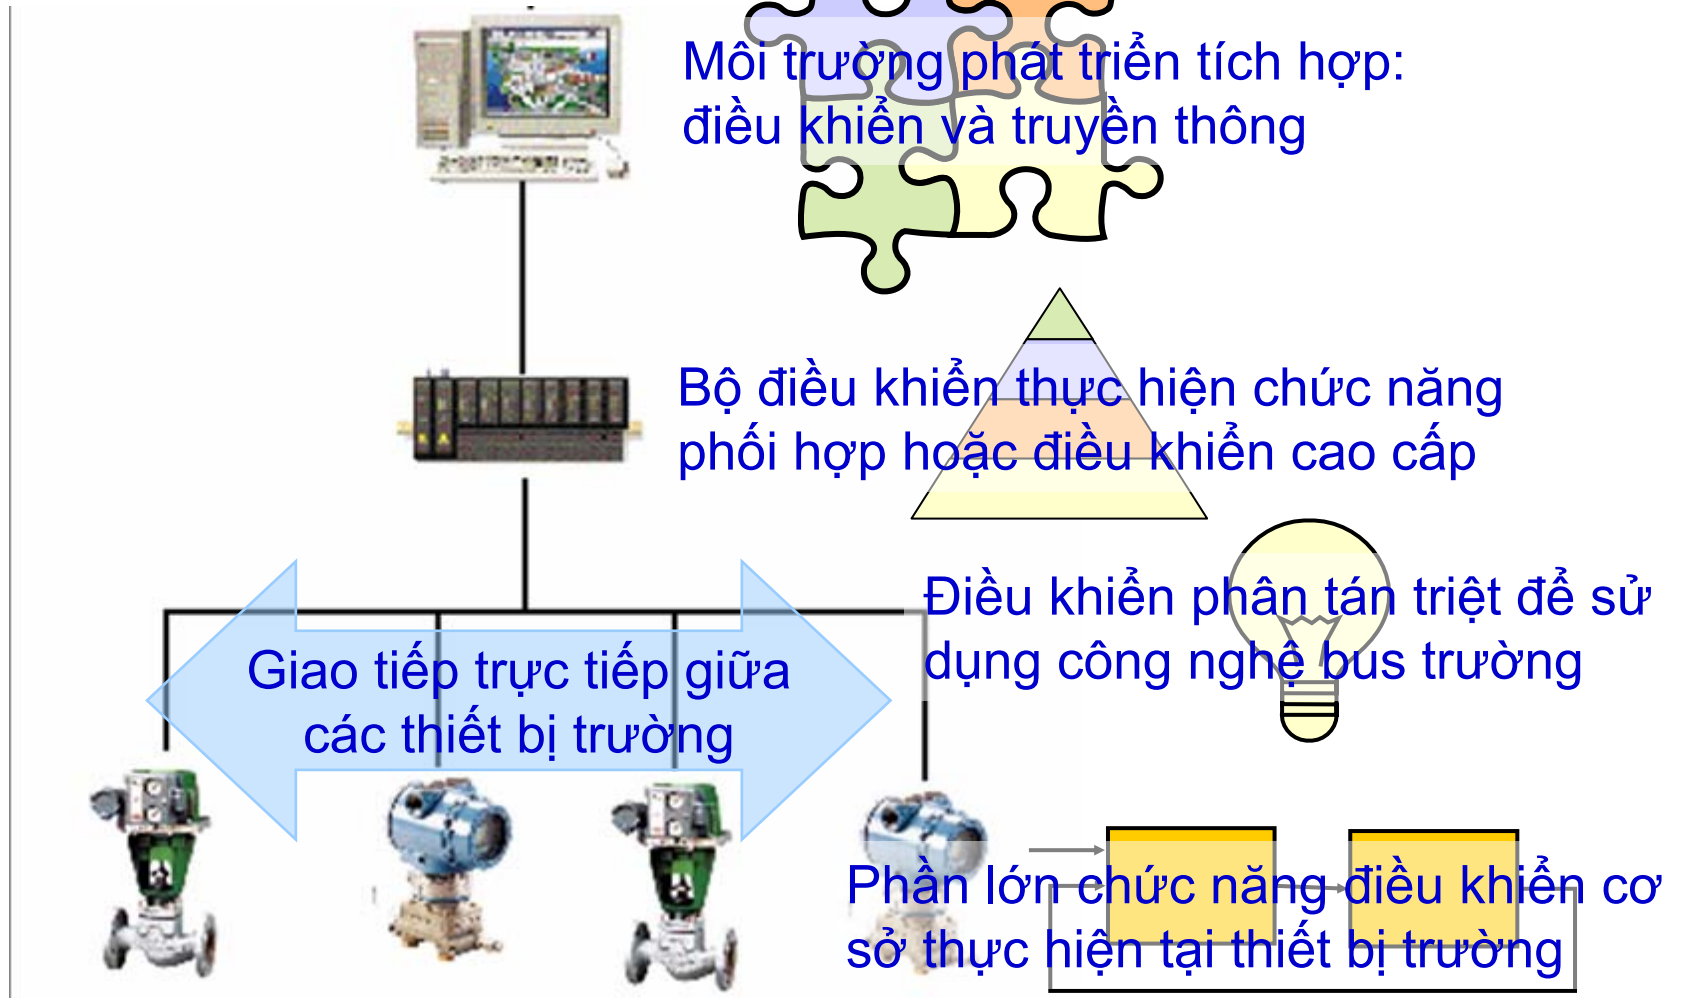 Môi trường phát triển tích hợp:
điều khiển và truyền thông
Bộ điều khiển thực hiện chức năng
phối hợp hoặc điều khiển cao cấp
Điều khiển phân tán triệt để sử
dụng công nghệ bus trường
Giao tiếp trực tiếp giữa
các thiết bị trường
Phần lớn chức năng điều khiển cơ
sở thực hiện tại thiết bị trường